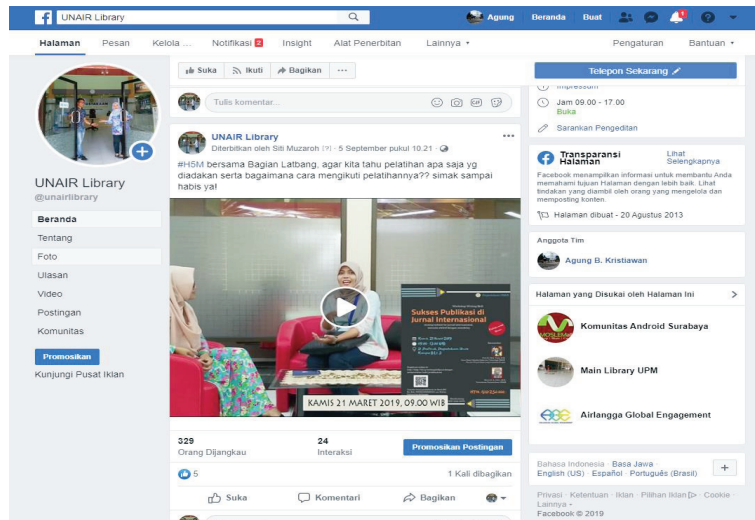 UNAIR Library
Agung
Beranda
Buat
Halaman
Pesan
Kelola ...
Notifikasi 2
Insight
Alat Penerbitan
Lainnya
Pengaturan
Bantuan
UNAIR Library
@unairlibrary
Beranda
Tentang
Foto
Ulasan
Video
Postingan
Komunitas
Promosikan
Kunjungi Pusat Iklan
Suka
Ikuti
Bagikan
...
Tulis komentar...
GIF
UNAIR Library
Diterbitkan oleh Siti Muzaroh [?] · 5 September pukul 10.21 ·
#H5M bersama Bagian Latbang, agar kita tahu pelatihan apa saja yg
diadakan serta bagaimana cara mengikuti pelatihannya?? simak sampai
habis ya!
Sukses Publikasi di
Jurnal Internasional
KAMIS 21 MARET 2019, 09.00 WIB
329
Orang Dijangkau
24
Interaksi
Promosikan Postingan
5
1 Kali dibagikan
Suka
Komentari
Bagikan
Telepon Sekarang
Impressum
Jam 09.00 - 17.00
Buka
Sarankan Pengeditan
Transparansi
Halaman
Lihat
Selengkapnya
Facebook menampilkan informasi untuk membantu Anda
memahami tujuan Halaman dengan lebih baik. Lihat
tindakan yang diambil oleh orang yang mengelola dan
memposting konten.
Halaman dibuat - 20 Agustus 2013
Anggota Tim
Agung B. Kristiawan
Halaman yang Disukai oleh Halaman Ini
Komunitas Android Surabaya
Main Library UPM
Airlangga Global Engagement
Bahasa Indonesia · Basa Jawa ·
English (US) · Español · Português (Brasil)
Privasi · Ketentuan · Iklan · Pilihan Iklan · Cookie ·
Lainnya
Facebook © 2019